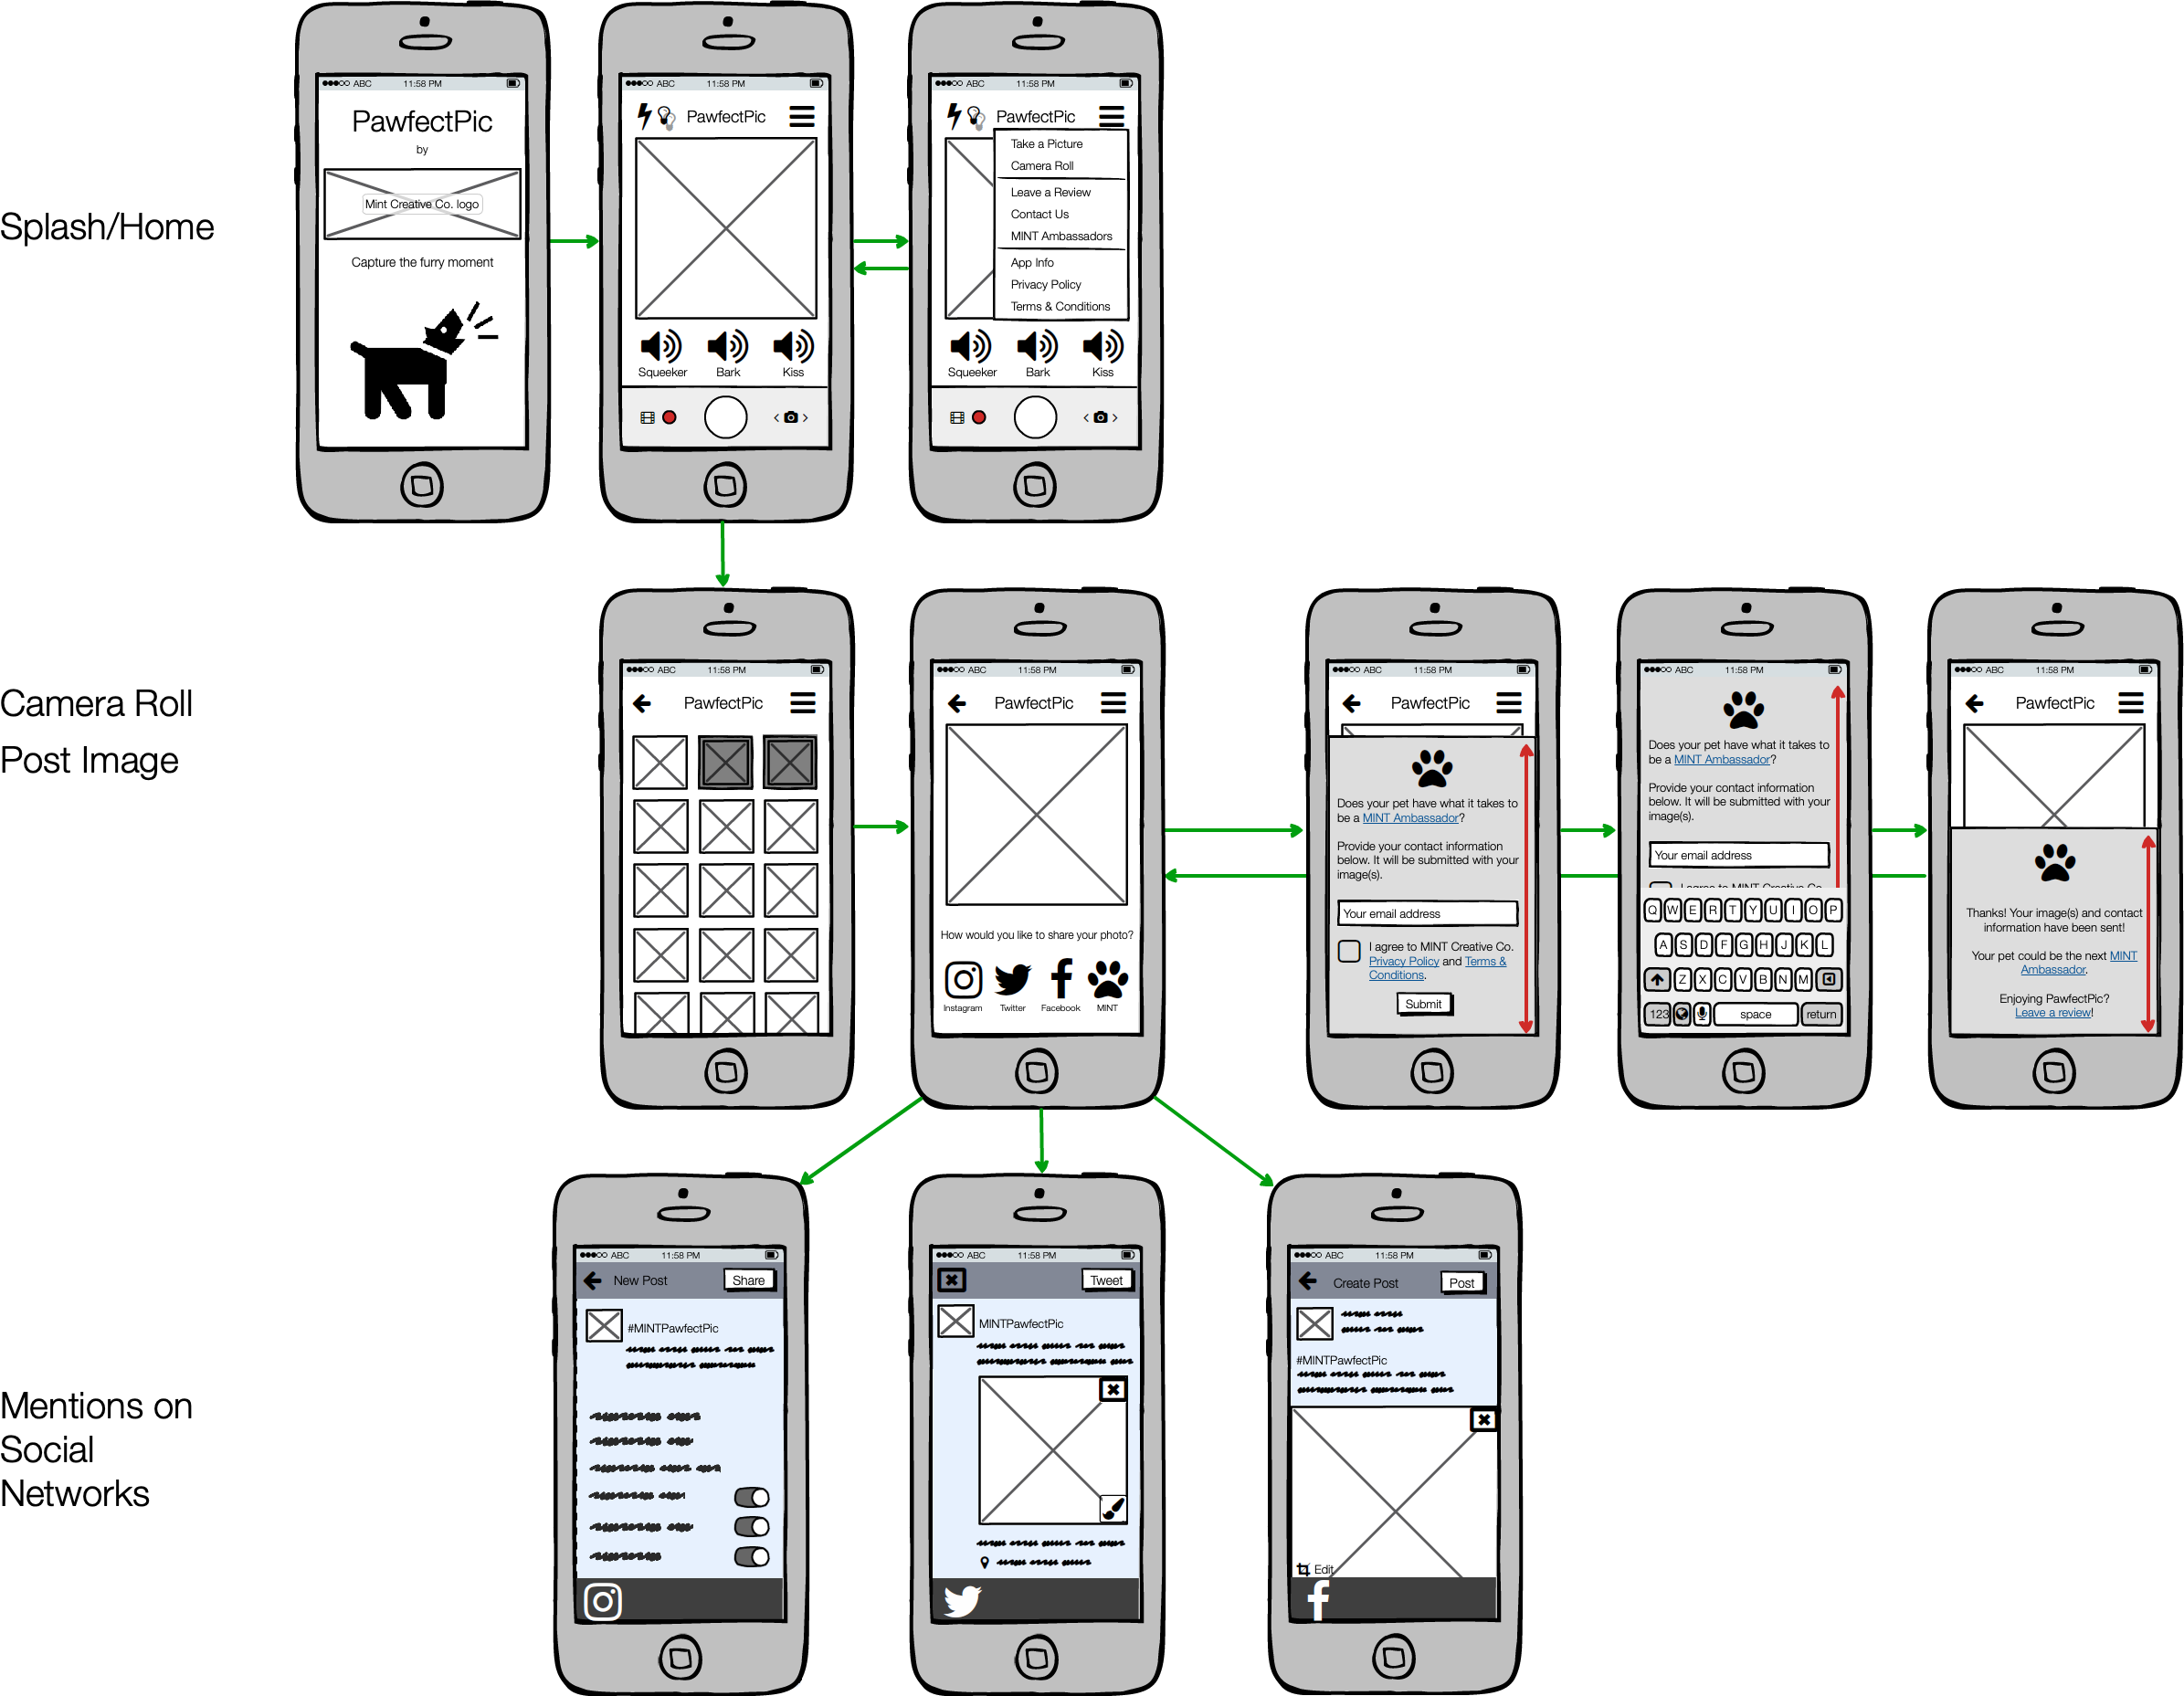 Splash/Home
ABC 11:58 PM
PawfectPic
by
Mint Creative Co. logo
Capture the furry moment
ABC 11:58 PM
PawfectPic
Squeeker Bark Kiss
ABC 11:58 PM
PawfectPic
Take a Picture
Camera Roll
Leave a Review
Contact Us
MINT Ambassadors
App Info
Privacy Policy
Terms & Conditions
Squeeker Bark Kiss
Camera Roll
Post Image
ABC 11:58 PM
PawfectPic
ABC 11:58 PM
PawfectPic
How would you like to share your photo?
Instagram Twitter Facebook MINT
ABC 11:58 PM
PawfectPic
Does your pet have what it takes to
be a MINT Ambassador?
Provide your contact information
below. It will be submitted with your
image(s).
Your email address
I agree to MINT Creative Co.
Privacy Policy and Terms &
Conditions.
Submit
ABC 11:58 PM
Does your pet have what it takes to
be a MINT Ambassador?
Provide your contact information
below. It will be submitted with your
image(s).
Your email address
I agree to MINT Creative Co.
Q W E R T Y U I O P
A S D F G H J K L
Z X C V B N M
123 space return
ABC 11:58 PM
PawfectPic
Thanks! Your image(s) and contact
information have been sent!
Your pet could be the next MINT
Ambassador.
Enjoying PawfectPic?
Leave a review!
Mentions on
Social
Networks
ABC 11:58 PM
New Post Share
#MINTPawfectPic
ABC 11:58 PM
Tweet
MINTPawfectPic
ABC 11:58 PM
Create Post Post
#MINTPawfectPic
Edit